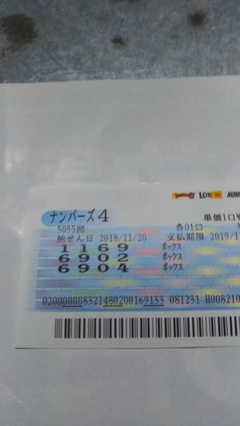 ナンバーズ4 単価1口
5055回 各01口
抽せん日 2018/11/20 支払期限 2019/1
1169 ボックス
6902 ボックス
6904 ボックス
020000008321480200169133 081231 H008210